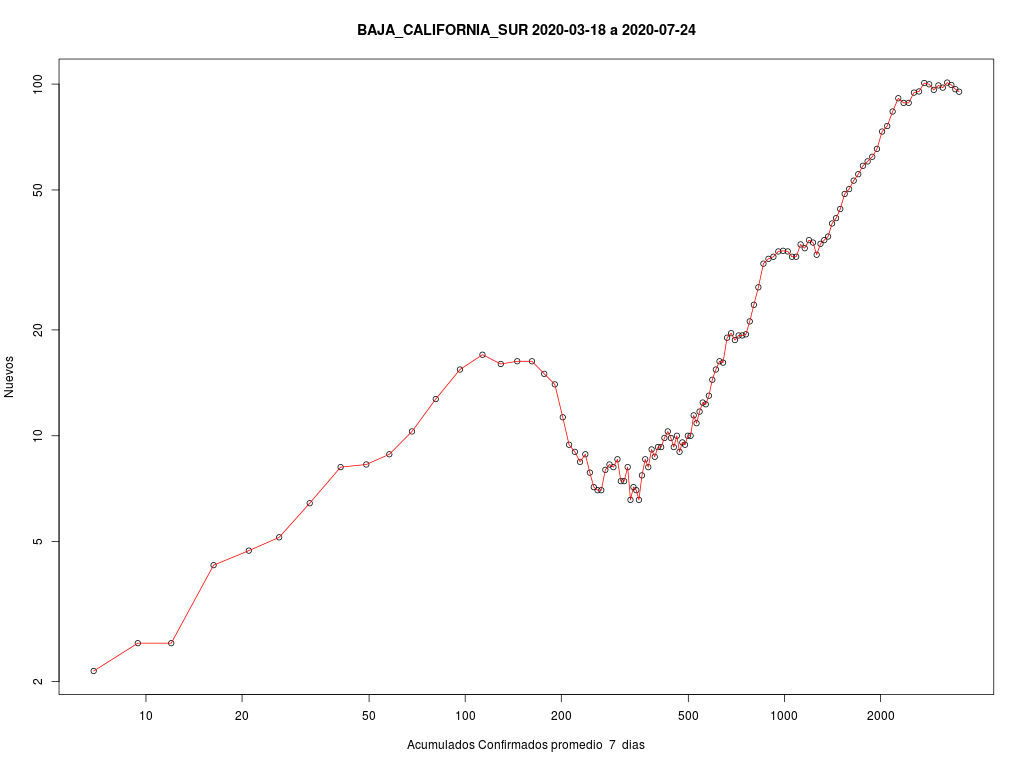 BAJA_CALIFORNIA_SUR 2020-03-18 a 2020-07-24
100
50
20
10
5
2
Nuevos
10 20 50 100 200 500 1000 2000
Acumulados Confirmados promedio 7 dias